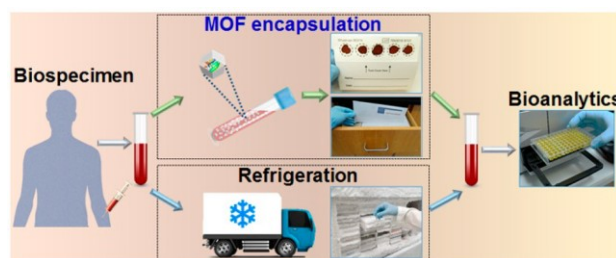 MOF encapsulation
Biospecimen
Bioanalytics
Refrigeration